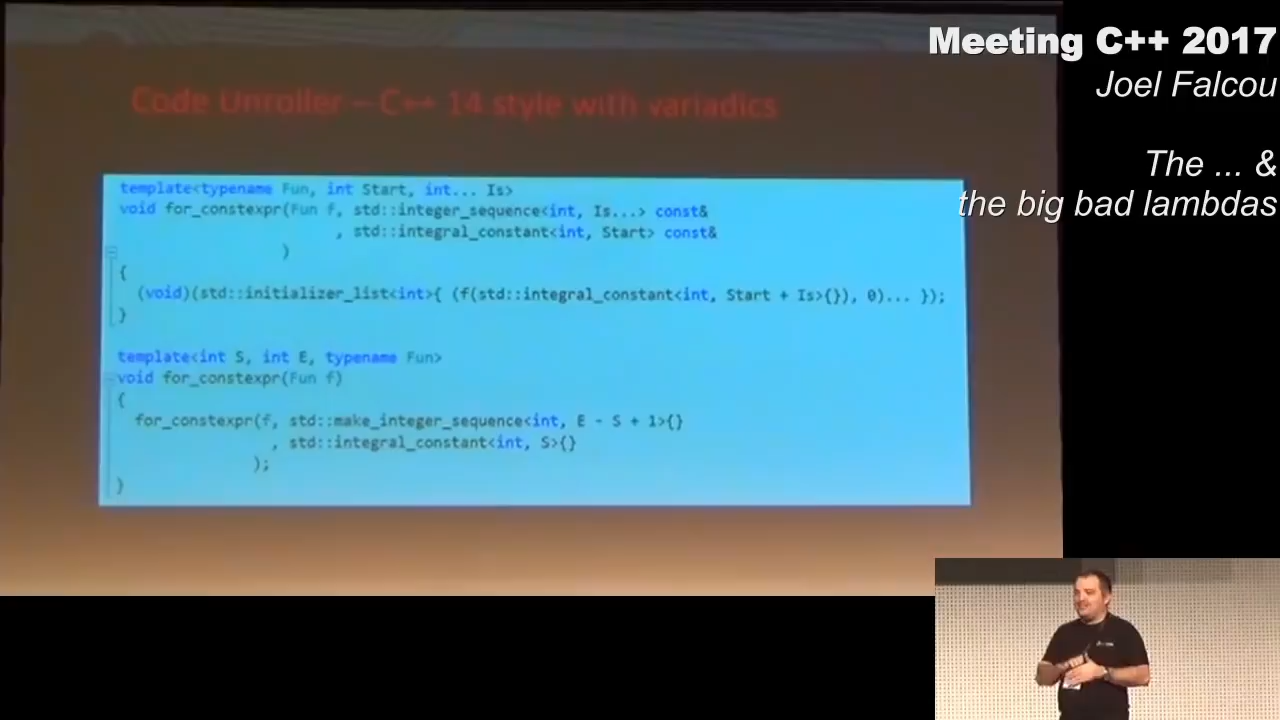 Meeting C++ 2017
Joel Falcou
The ... &
the big bad lambdas
Code Unroller – C++ 14 style with variadics
template<typename Fun, int Start, int... Is>
void for_constexpr(Fun f, std::integer_sequence<int, Is...> const&
, std::integral_constant<int, Start> const&
)
{
(void)(std::initializer_list<int>{ (f(std::integral_constant<int, Start + Is>{}), 0)... });
}
template<int S, int E, typename Fun>
void for_constexpr(Fun f)
{
for_constexpr(f, std::make_integer_sequence<int, E - S + 1>{}
, std::integral_constant<int, S>{}
);
}